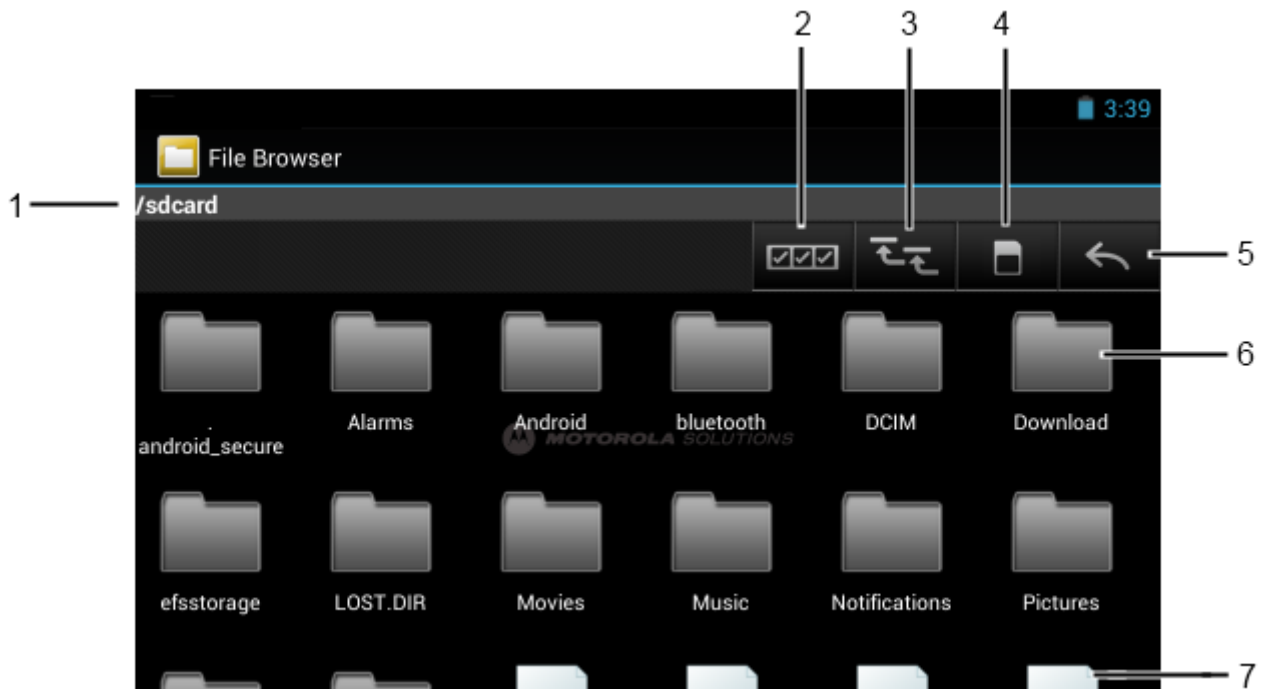 2 3 4
3:39
File Browser
1
/sdcard
5
6
. Alarms Android bluetooth DCIM Download
android_secure
MOTOROLA SOLUTIONS
efsstorage LOST.DIR Movies Music Notifications Pictures
7